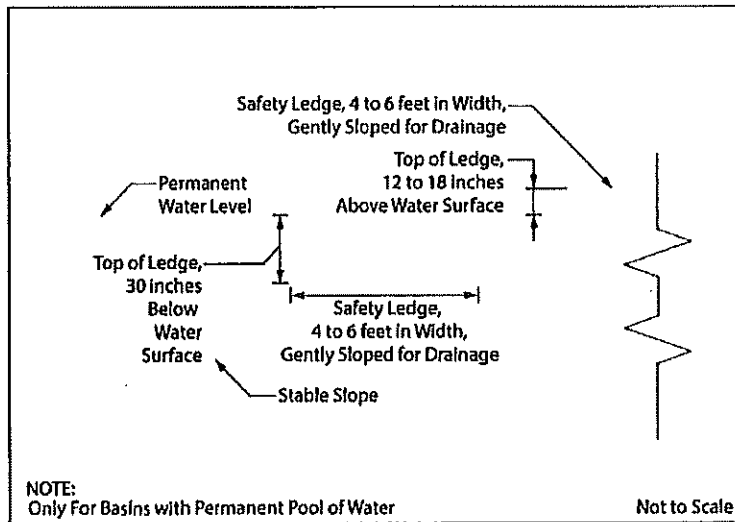 Safety Ledge, 4 to 6 feet in Width,
Gently Sloped for Drainage
Top of Ledge,
12 to 18 inches
Above Water Surface
Permanent
Water Level
Top of Ledge,
30 inches
Below
Water
Surface
Safety Ledge,
4 to 6 feet in Width,
Gently Sloped for Drainage
Stable Slope
NOTE:
Only For Basins with Permanent Pool of Water
Not to Scale